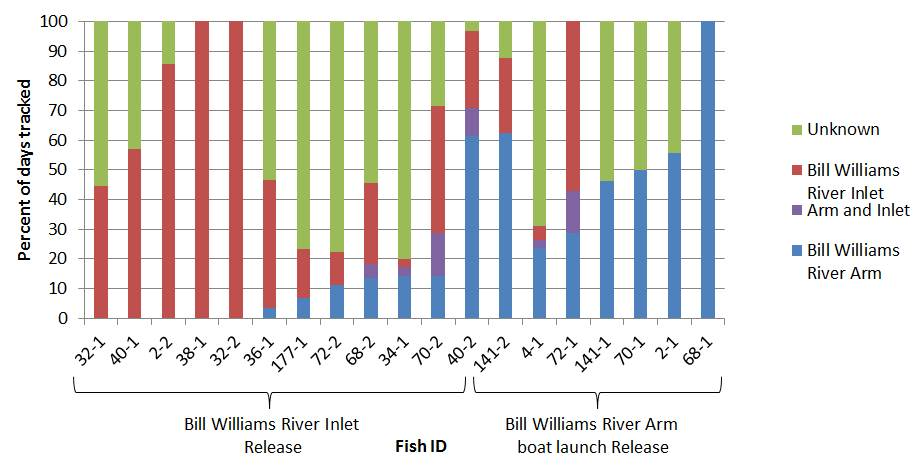 100
90
80
70
60
50
40
30
20
10
0
Percent of days tracked
32-1
40-1
2-2
38-1
32-2
36-1
177-1
72-2
68-2
34-1
70-2
40-2
141-2
4-1
72-1
141-1
70-1
2-1
68-1
Bill Williams River Inlet
Release
Bill Williams River Arm
boat launch Release
Fish ID
Unknown
Bill Williams
River Inlet
Arm and Inlet
Bill Williams
River Arm